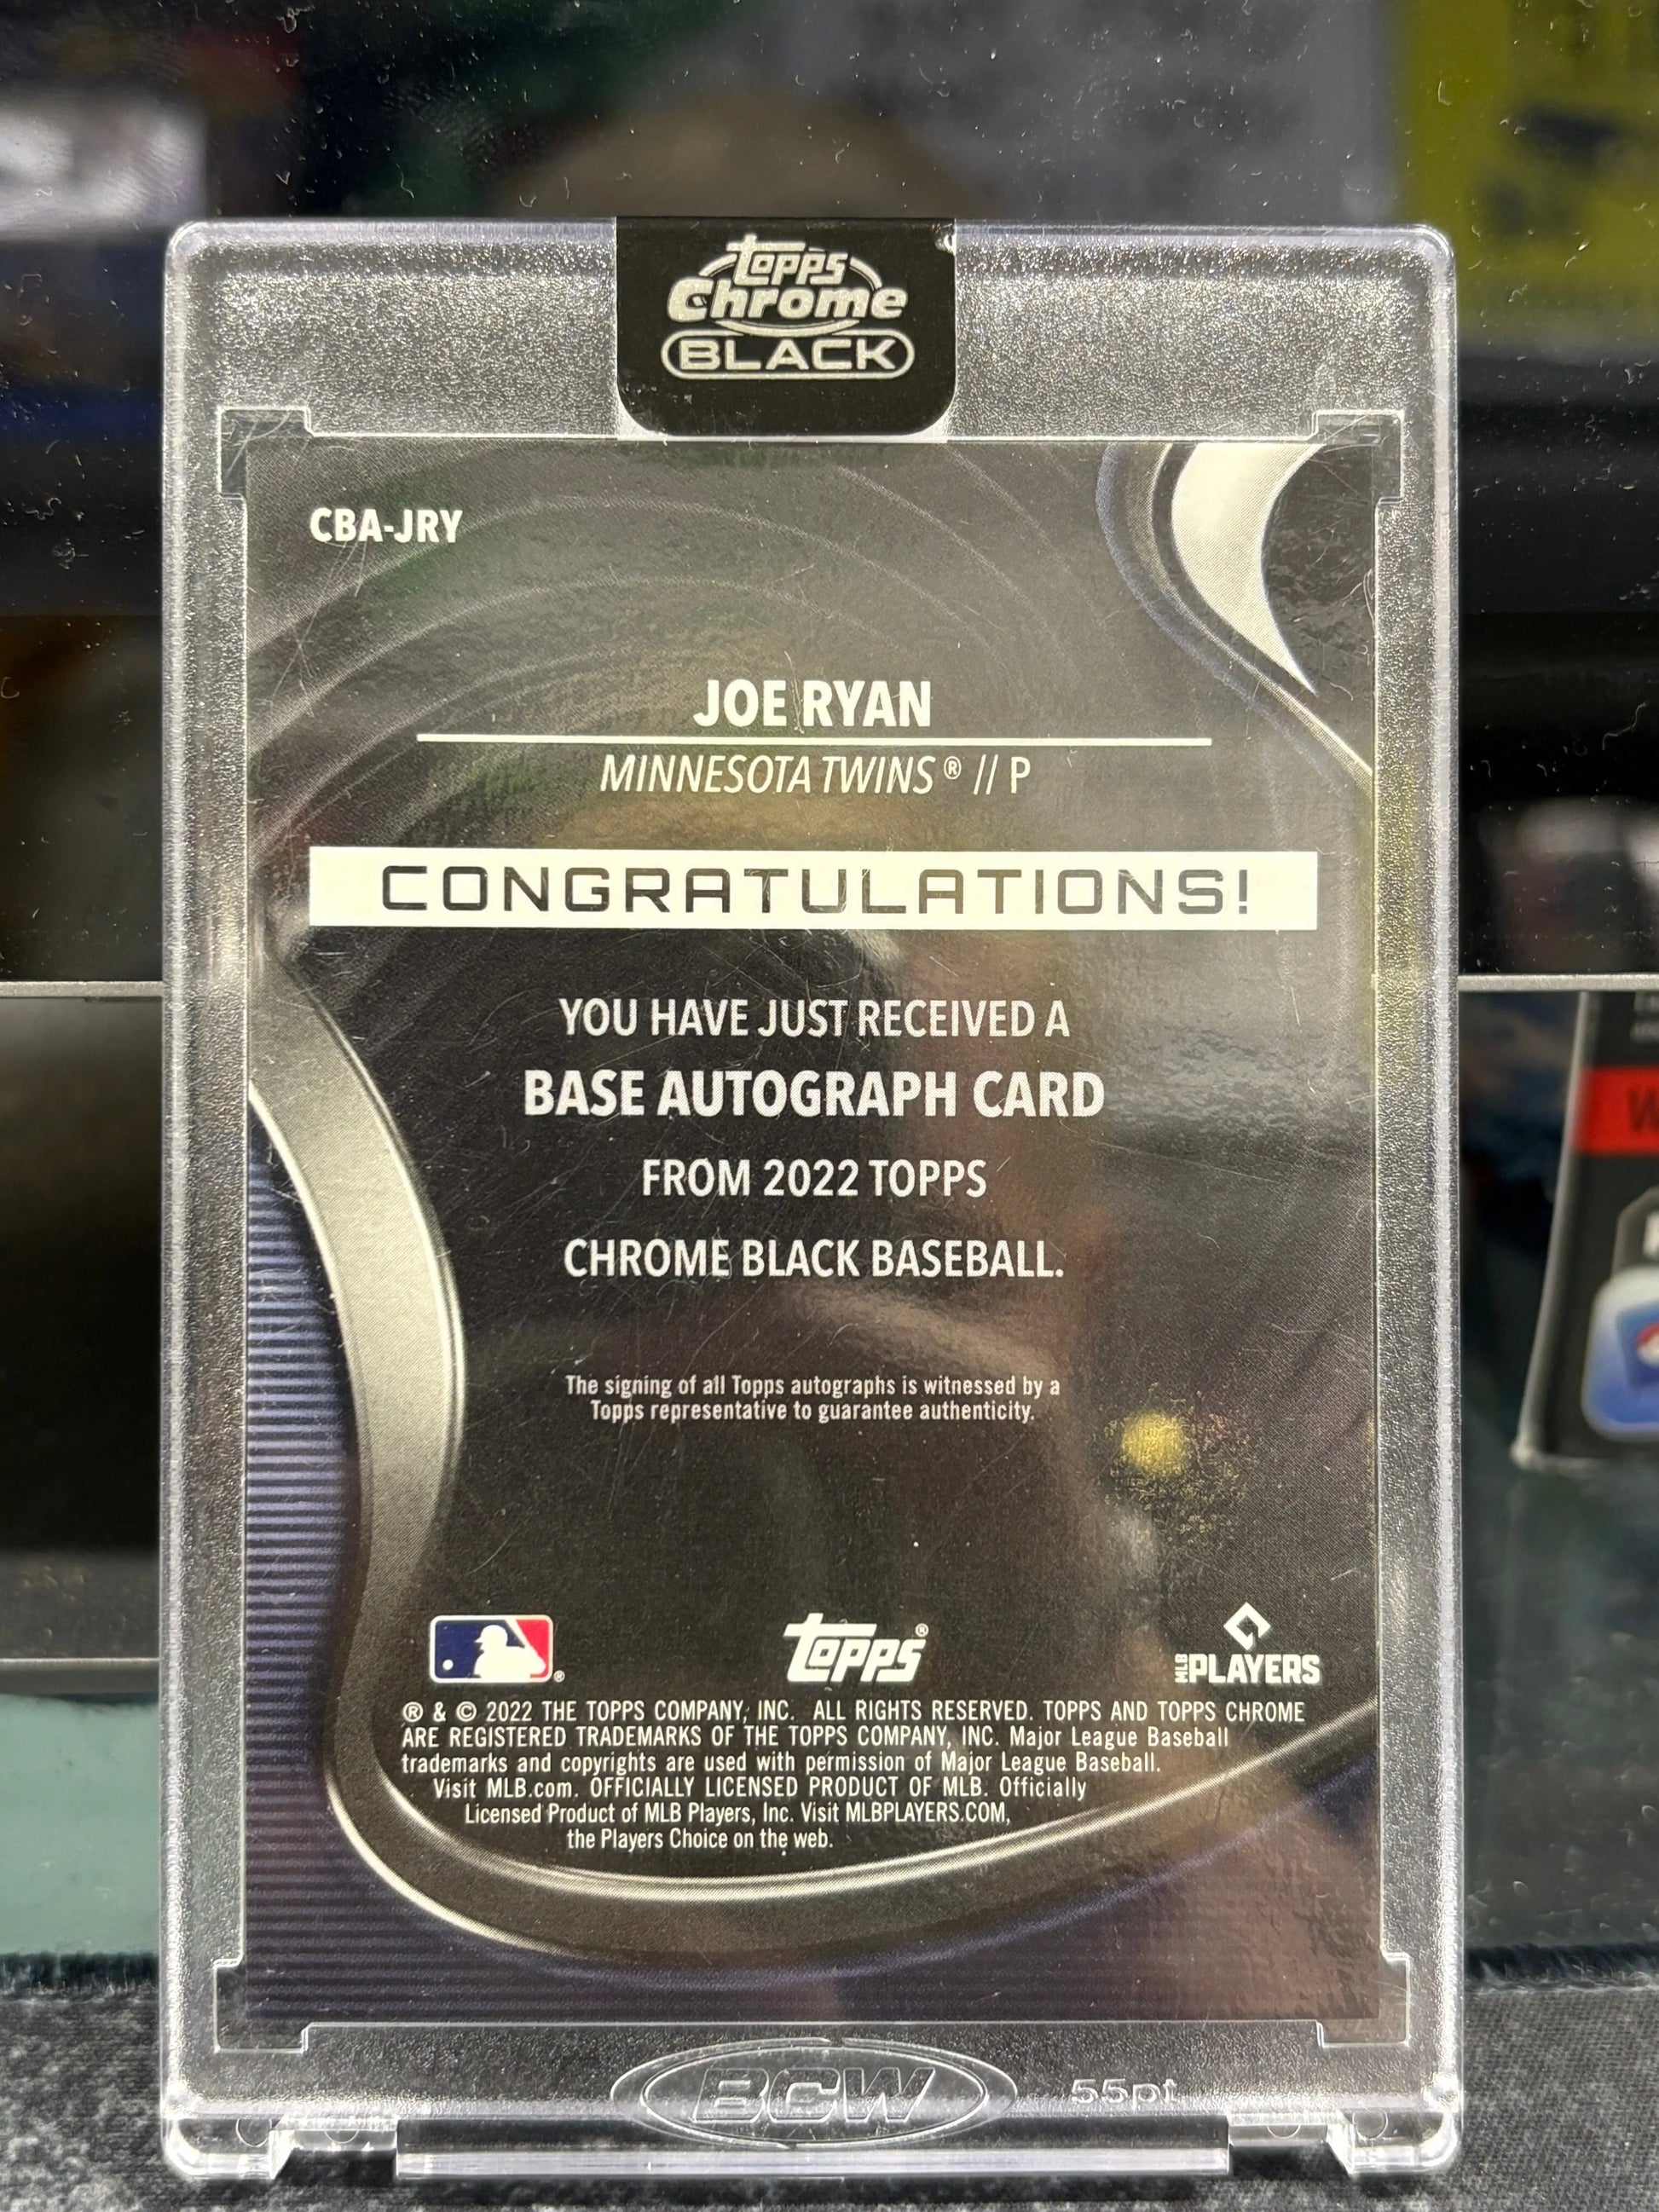 topps
Chrome
BLACK
CBA-JRY
JOE RYAN
MINNESOTA TWINS® // P
CONGRATULATIONS!
YOU HAVE JUST RECEIVED A
BASE AUTOGRAPH CARD
FROM 2022 TOPPS
CHROME BLACK BASEBALL.
The signing of all Topps autographs is witnessed by a
Topps representative to guarantee authenticity.
®
topps®
MLB PLAYERS
® & © 2022 THE TOPPS COMPANY, INC. ALL RIGHTS RESERVED. TOPPS AND TOPPS CHROME
ARE REGISTERED TRADEMARKS OF THE TOPPS COMPANY, INC. Major League Baseball
trademarks and copyrights are used with permission of Major League Baseball.
Visit MLB.com. OFFICIALLY LICENSED PRODUCT OF MLB. Officially
Licensed Product of MLB Players, Inc. Visit MLBPLAYERS.COM,
the Players Choice on the web.
BCW
55pt